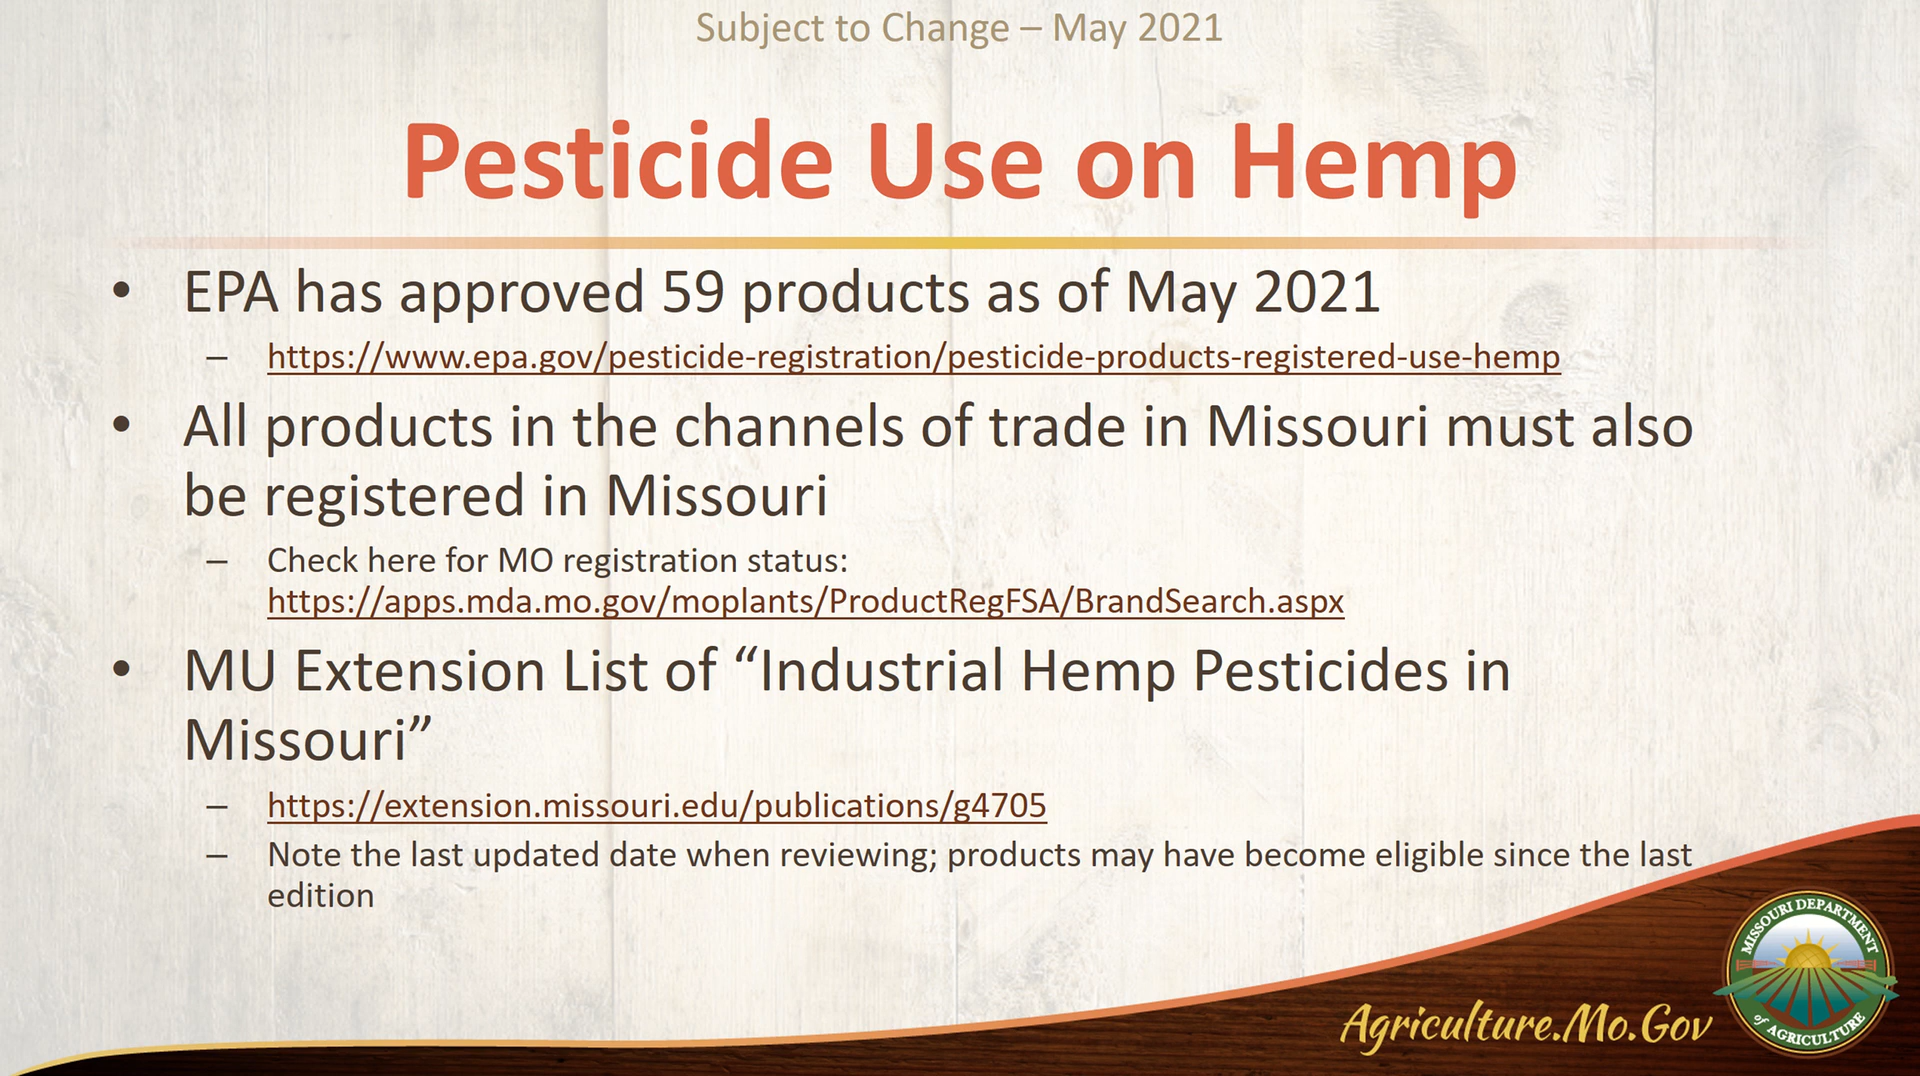 Subject to Change – May 2021
Pesticide Use on Hemp
• EPA has approved 59 products as of May 2021
– https://www.epa.gov/pesticide-registration/pesticide-products-registered-use-hemp
• All products in the channels of trade in Missouri must also
be registered in Missouri
– Check here for MO registration status:
https://apps.mda.mo.gov/moplants/ProductRegFSA/BrandSearch.aspx
• MU Extension List of “Industrial Hemp Pesticides in
Missouri”
– https://extension.missouri.edu/publications/g4705
– Note the last updated date when reviewing; products may have become eligible since the last
edition
Agriculture.Mo.Gov
MISSOURI DEPARTMENT
of AGRICULTURE